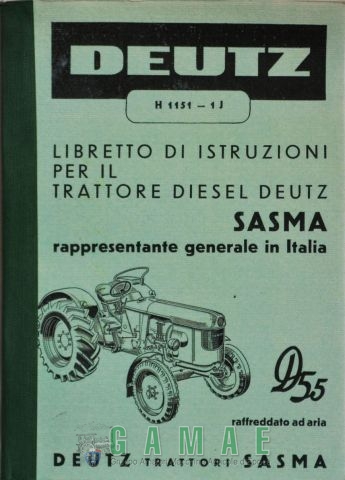 DEUTZ
H 1151 – 1 J
LIBRETTO DI ISTRUZIONI
PER IL
TRATTORE DIESEL DEUTZ
SASMA
rappresentante generale in Italia
D55
raffreddato ad aria
GAMAE
DEUTZ TRATTORI SASMA